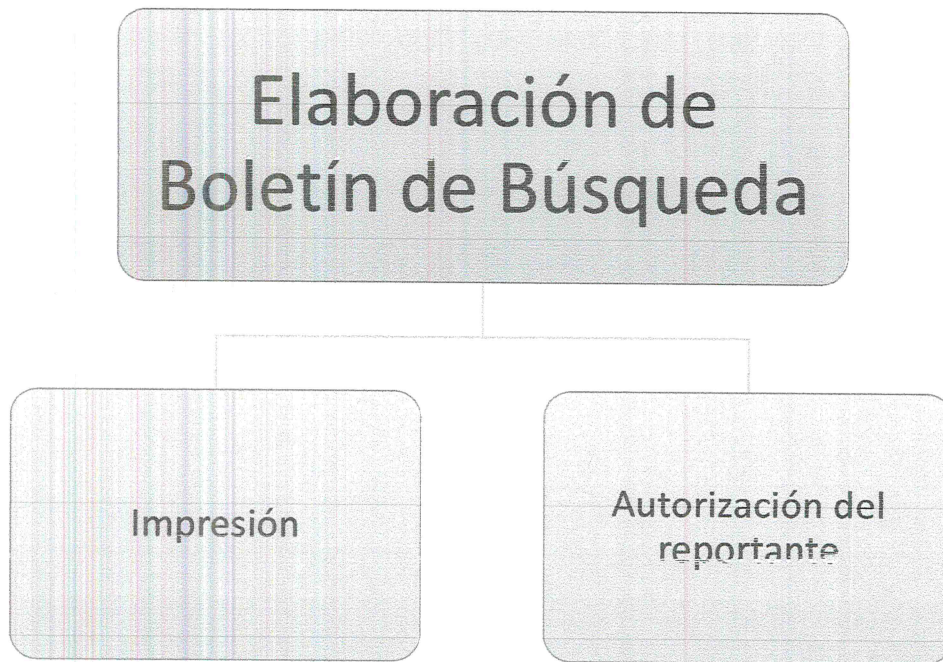 Elaboración de
Boletín de Búsqueda
Impresión
Autorización del
reportante